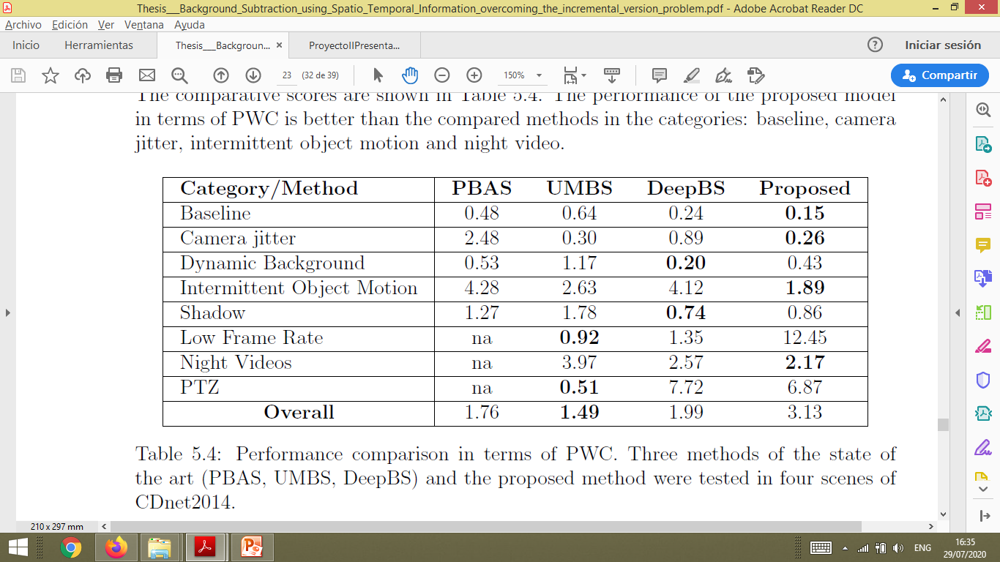 Thesis___Background_Subtraction_using_Spatio_Temporal_Information_overcoming_the_incremental_version_problem.pdf - Adobe Acrobat Reader DC
Archivo Edición Ver Ventana Ayuda
Inicio Herramientas Thesis___Backgroun... × ProyectoIIPresenta... ? Iniciar sesión
23 (32 de 39) 150% Compartir
The comparative scores are shown in Table 5.4. The performance of the proposed model
in terms of PWC is better than the compared methods in the categories: baseline, camera
jitter, intermittent object motion and night video.
Category/Method PBAS UMBS DeepBS Proposed
Baseline 0.48 0.64 0.24 0.15
Camera jitter 2.48 0.30 0.89 0.26
Dynamic Background 0.53 1.17 0.20 0.43
Intermittent Object Motion 4.28 2.63 4.12 1.89
Shadow 1.27 1.78 0.74 0.86
Low Frame Rate na 0.92 1.35 12.45
Night Videos na 3.97 2.57 2.17
PTZ na 0.51 7.72 6.87
Overall 1.76 1.49 1.99 3.13
Table 5.4: Performance comparison in terms of PWC. Three methods of the state of
the art (PBAS, UMBS, DeepBS) and the proposed method were tested in four scenes of
CDnet2014.
210 x 297 mm
ENG
16:35
29/07/2020